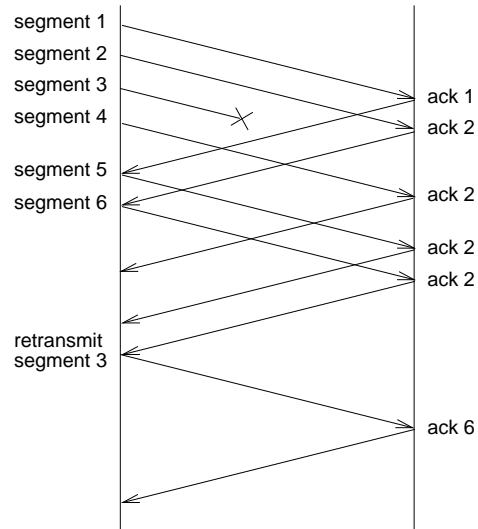 segment 1
segment 2
segment 3
segment 4
segment 5
segment 6
retransmit
segment 3
ack 1
ack 2
ack 2
ack 2
ack 2
ack 6